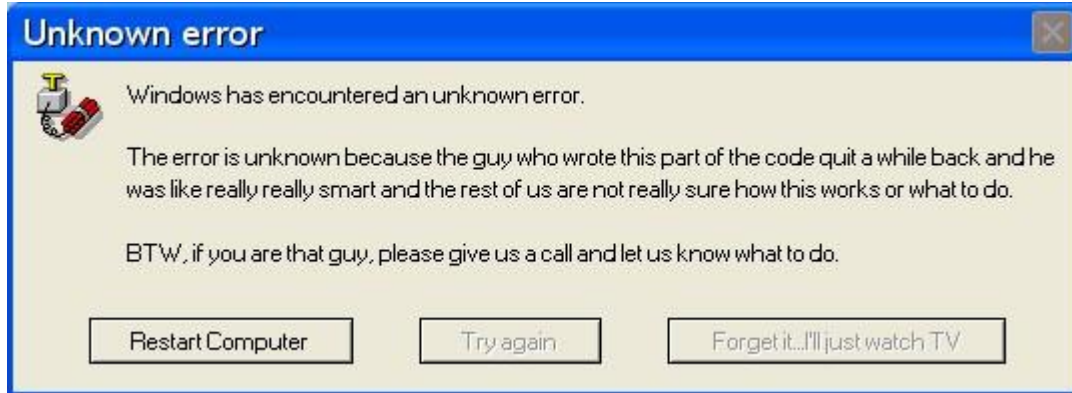 Unknown error
Windows has encountered an unknown error.
The error is unknown because the guy who wrote this part of the code quit a while back and he
was like really really smart and the rest of us are not really sure how this works or what to do.
BTW, if you are that guy, please give us a call and let us know what to do.
Restart Computer
Try again
Forget it...I'll just watch TV